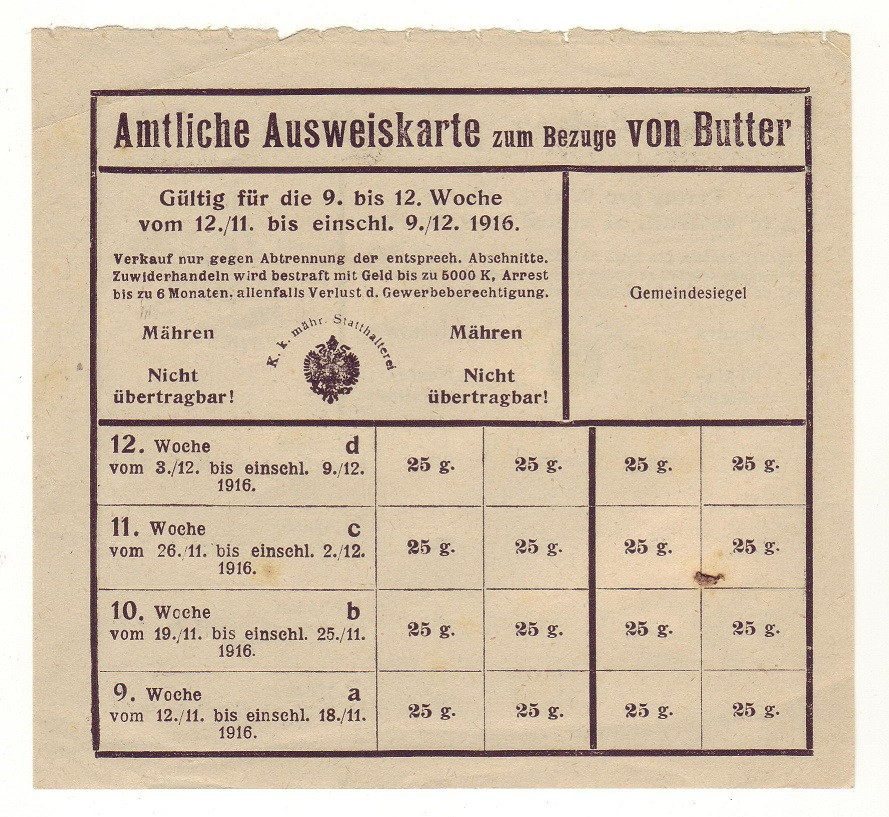 Amtliche Ausweiskarte zum Bezuge von Butter
Gültig für die 9. bis 12. Woche
vom 12./11. bis einschl. 9./12. 1916.
Verkauf nur gegen Abtrennung der entsprech. Abschnitte.
Zuwiderhandeln wird bestraft mit Geld bis zu 5000 K, Arrest
bis zu 6 Monaten. allenfalls Verlust d. Gewerbeberechtigung.
Gemeindesiegel
K. k. mähr. Statthalterei
Mähren Mähren
Nicht Nicht
übertragbar! übertragbar!
12. Woche d
vom 3./12. bis einschl. 9./12.
1916.
25 g. 25 g. 25 g. 25 g.
11. Woche c
vom 26./11. bis einschl. 2./12.
1916.
25 g. 25 g. 25 g. 25 g.
10. Woche b
vom 19./11. bis einschl. 25./11.
1916.
25 g. 25 g. 25 g. 25 g.
9. Woche a
vom 12./11. bis einschl. 18./11.
1916.
25 g. 25 g. 25 g. 25 g.